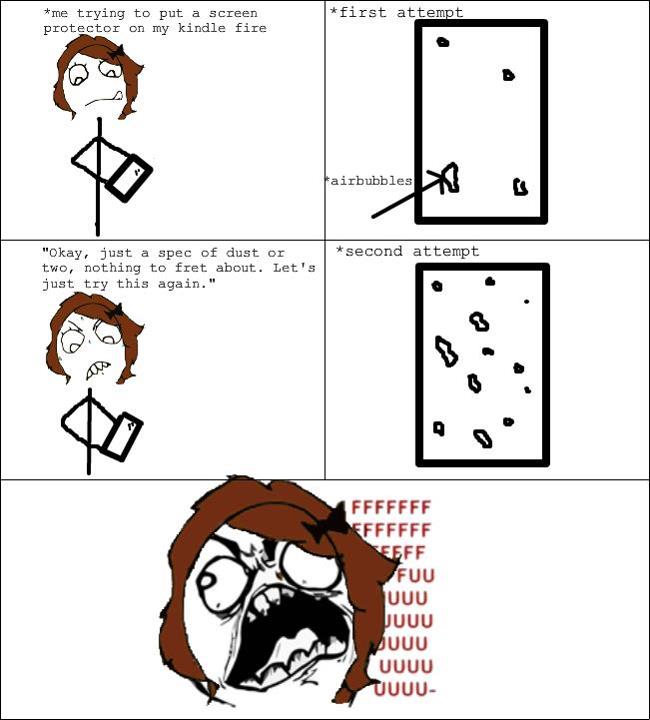 *me trying to put a screen
protector on my kindle fire
*first attempt
*airbubbles
"Okay, just a spec of dust or
two, nothing to fret about. Let's
just try this again."
*second attempt
FFFFFFF
FFFFFFF
FFFF
FUU
UUU
UUUU
UUUU
UUUU
UUUU-